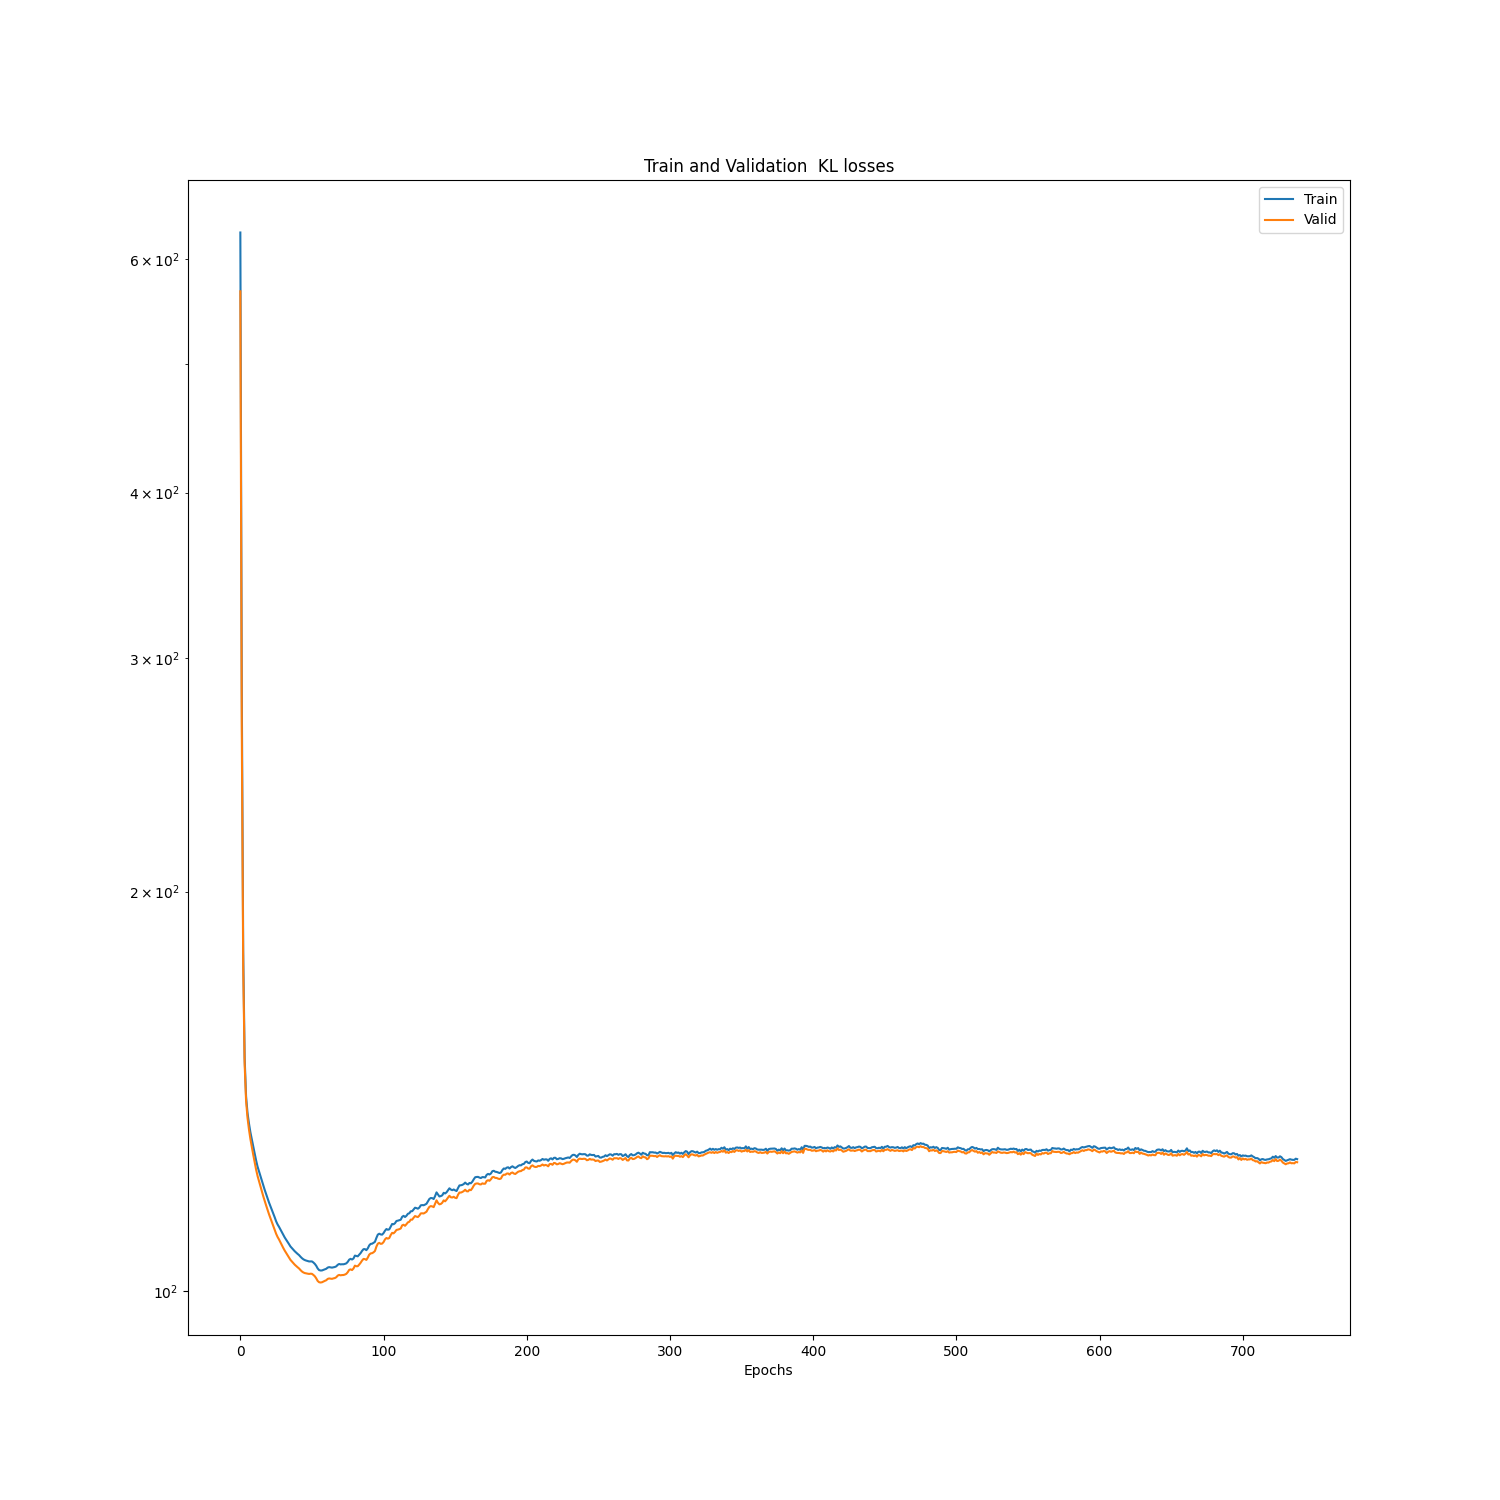 Train and Validation  KL losses
Train
Valid
6 × 10²
4 × 10²
3 × 10²
2 × 10²
10²
0 100 200 300 400 500 600 700
Epochs